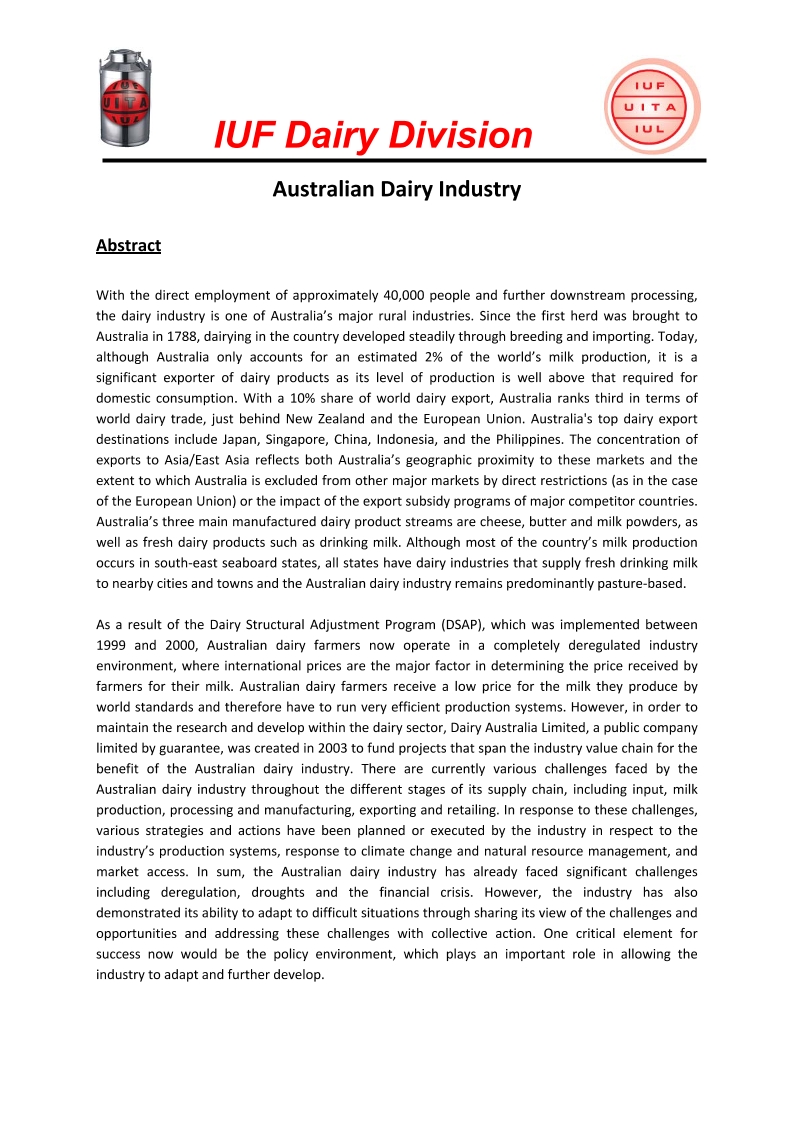 IUF
UITA
IUL
IUF Dairy Division
IUF
UITA
IUL
Australian Dairy Industry
Abstract
With the direct employment of approximately 40,000 people and further downstream processing,
the dairy industry is one of Australia’s major rural industries. Since the first herd was brought to
Australia in 1788, dairying in the country developed steadily through breeding and importing. Today,
although Australia only accounts for an estimated 2% of the world’s milk production, it is a
significant exporter of dairy products as its level of production is well above that required for
domestic consumption. With a 10% share of world dairy export, Australia ranks third in terms of
world dairy trade, just behind New Zealand and the European Union. Australia's top dairy export
destinations include Japan, Singapore, China, Indonesia, and the Philippines. The concentration of
exports to Asia/East Asia reflects both Australia’s geographic proximity to these markets and the
extent to which Australia is excluded from other major markets by direct restrictions (as in the case
of the European Union) or the impact of the export subsidy programs of major competitor countries.
Australia’s three main manufactured dairy product streams are cheese, butter and milk powders, as
well as fresh dairy products such as drinking milk. Although most of the country’s milk production
occurs in south-east seaboard states, all states have dairy industries that supply fresh drinking milk
to nearby cities and towns and the Australian dairy industry remains predominantly pasture-based.
As a result of the Dairy Structural Adjustment Program (DSAP), which was implemented between
1999 and 2000, Australian dairy farmers now operate in a completely deregulated industry
environment, where international prices are the major factor in determining the price received by
farmers for their milk. Australian dairy farmers receive a low price for the milk they produce by
world standards and therefore have to run very efficient production systems. However, in order to
maintain the research and develop within the dairy sector, Dairy Australia Limited, a public company
limited by guarantee, was created in 2003 to fund projects that span the industry value chain for the
benefit of the Australian dairy industry. There are currently various challenges faced by the
Australian dairy industry throughout the different stages of its supply chain, including input, milk
production, processing and manufacturing, exporting and retailing. In response to these challenges,
various strategies and actions have been planned or executed by the industry in respect to the
industry’s production systems, response to climate change and natural resource management, and
market access. In sum, the Australian dairy industry has already faced significant challenges
including deregulation, droughts and the financial crisis. However, the industry has also
demonstrated its ability to adapt to difficult situations through sharing its view of the challenges and
opportunities and addressing these challenges with collective action. One critical element for
success now would be the policy environment, which plays an important role in allowing the
industry to adapt and further develop.